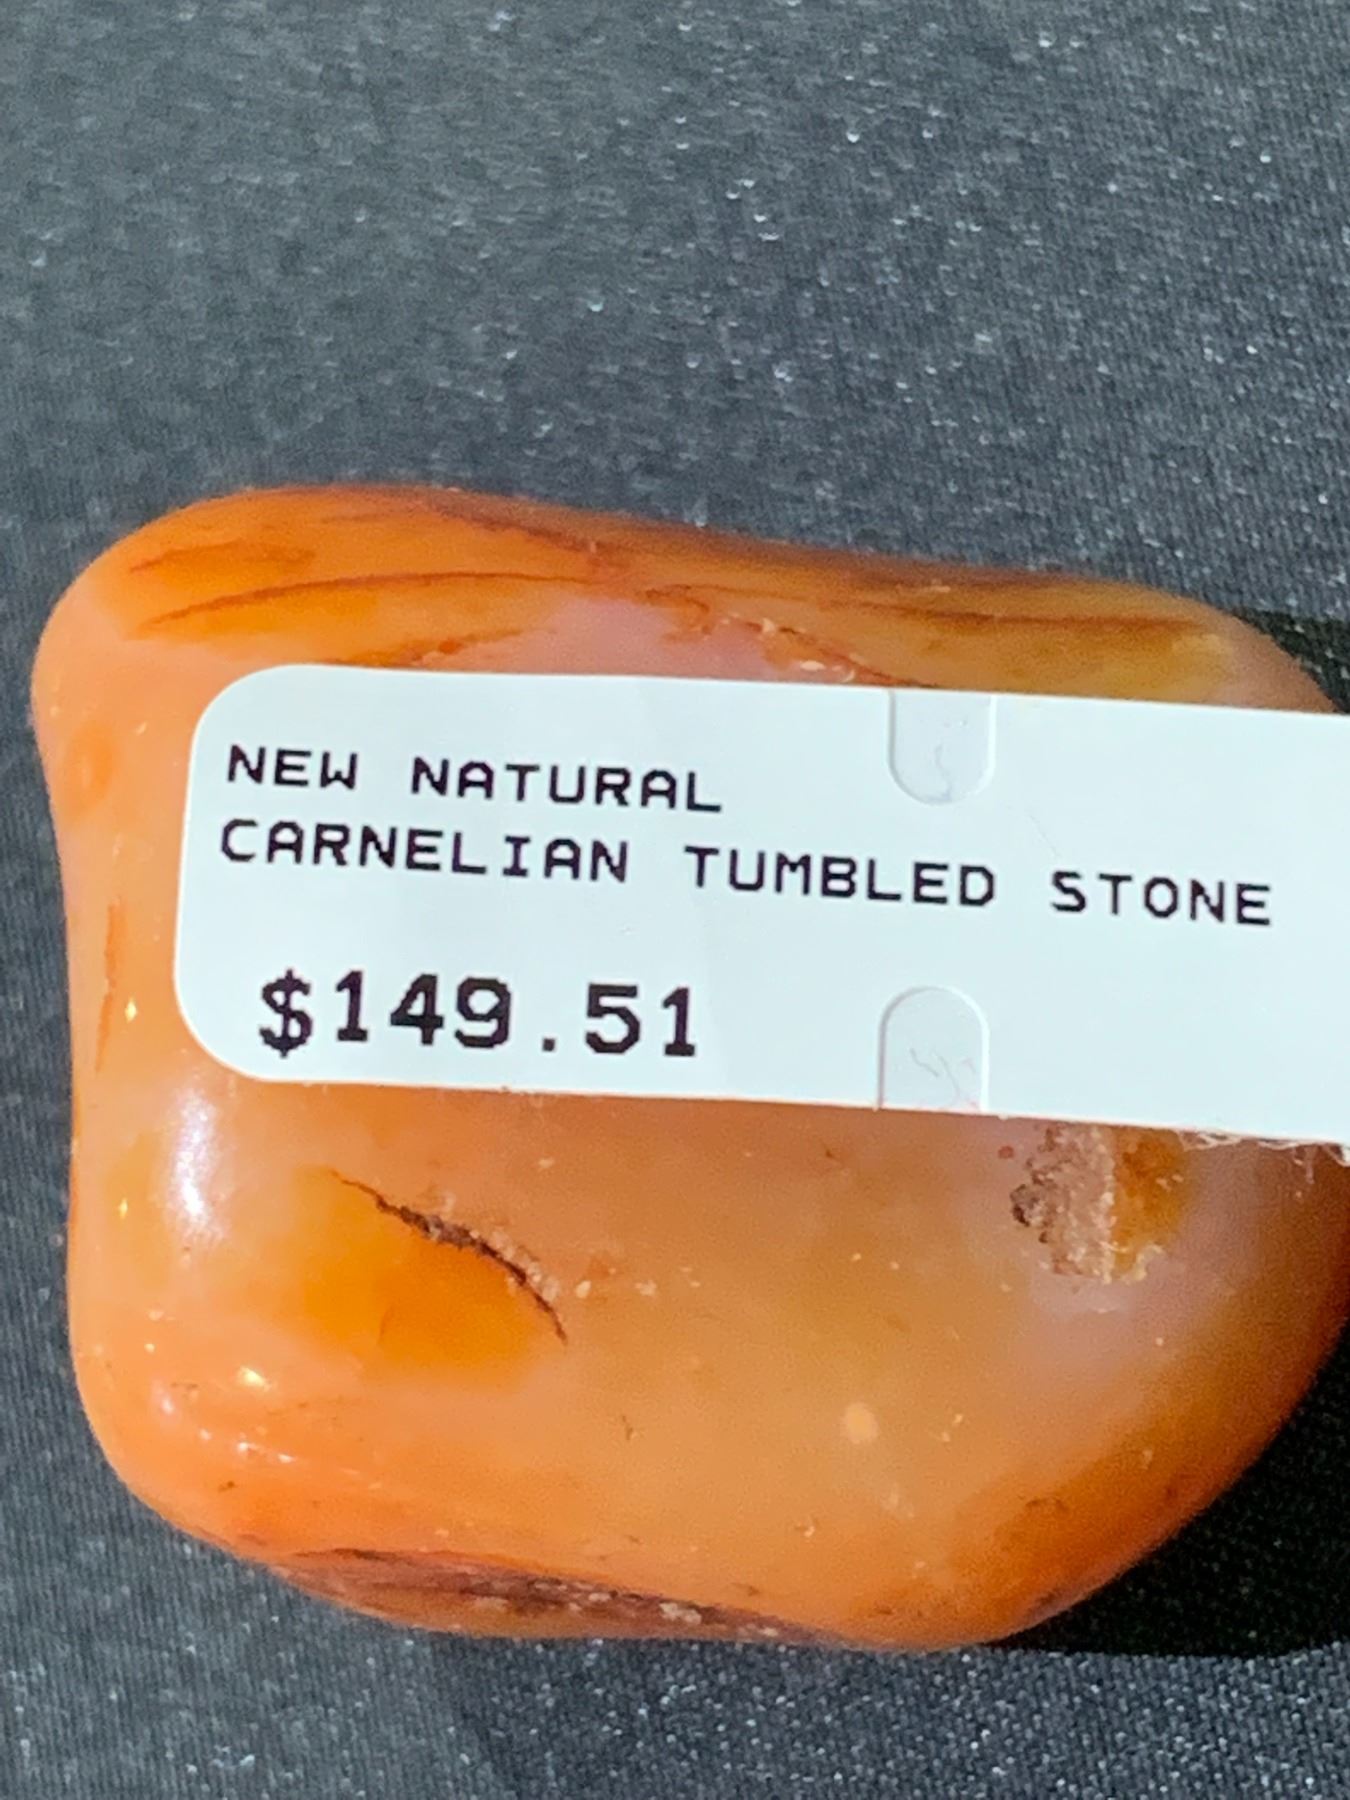 NEW NATURAL
CARNELIAN TUMBLED STONE
$149.51